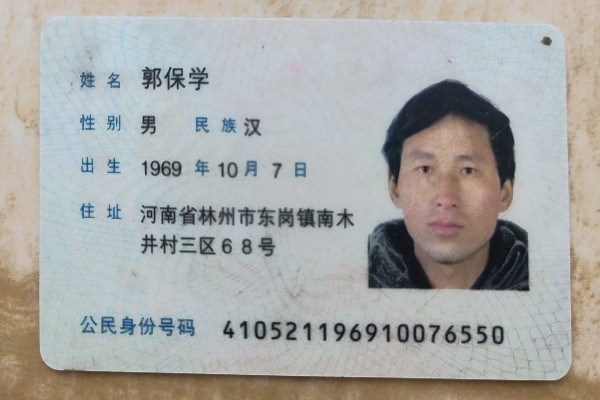 姓名 郭保学
性别 男 民族 汉
出生 1969 年 10 月 7 日
住址 河南省林州市东岗镇南木
井村三区68号
公民身份号码 410521196910076550